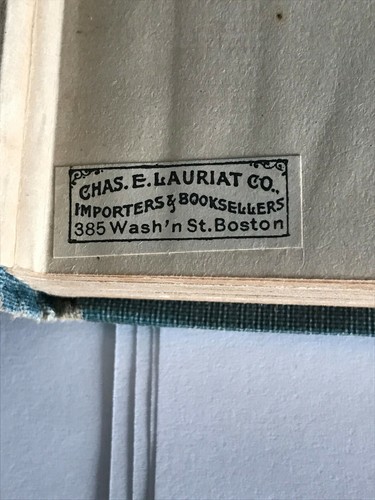 CHAS. E. LAURIAT CO.,
IMPORTERS & BOOKSELLERS
385 Wash'n St. Boston